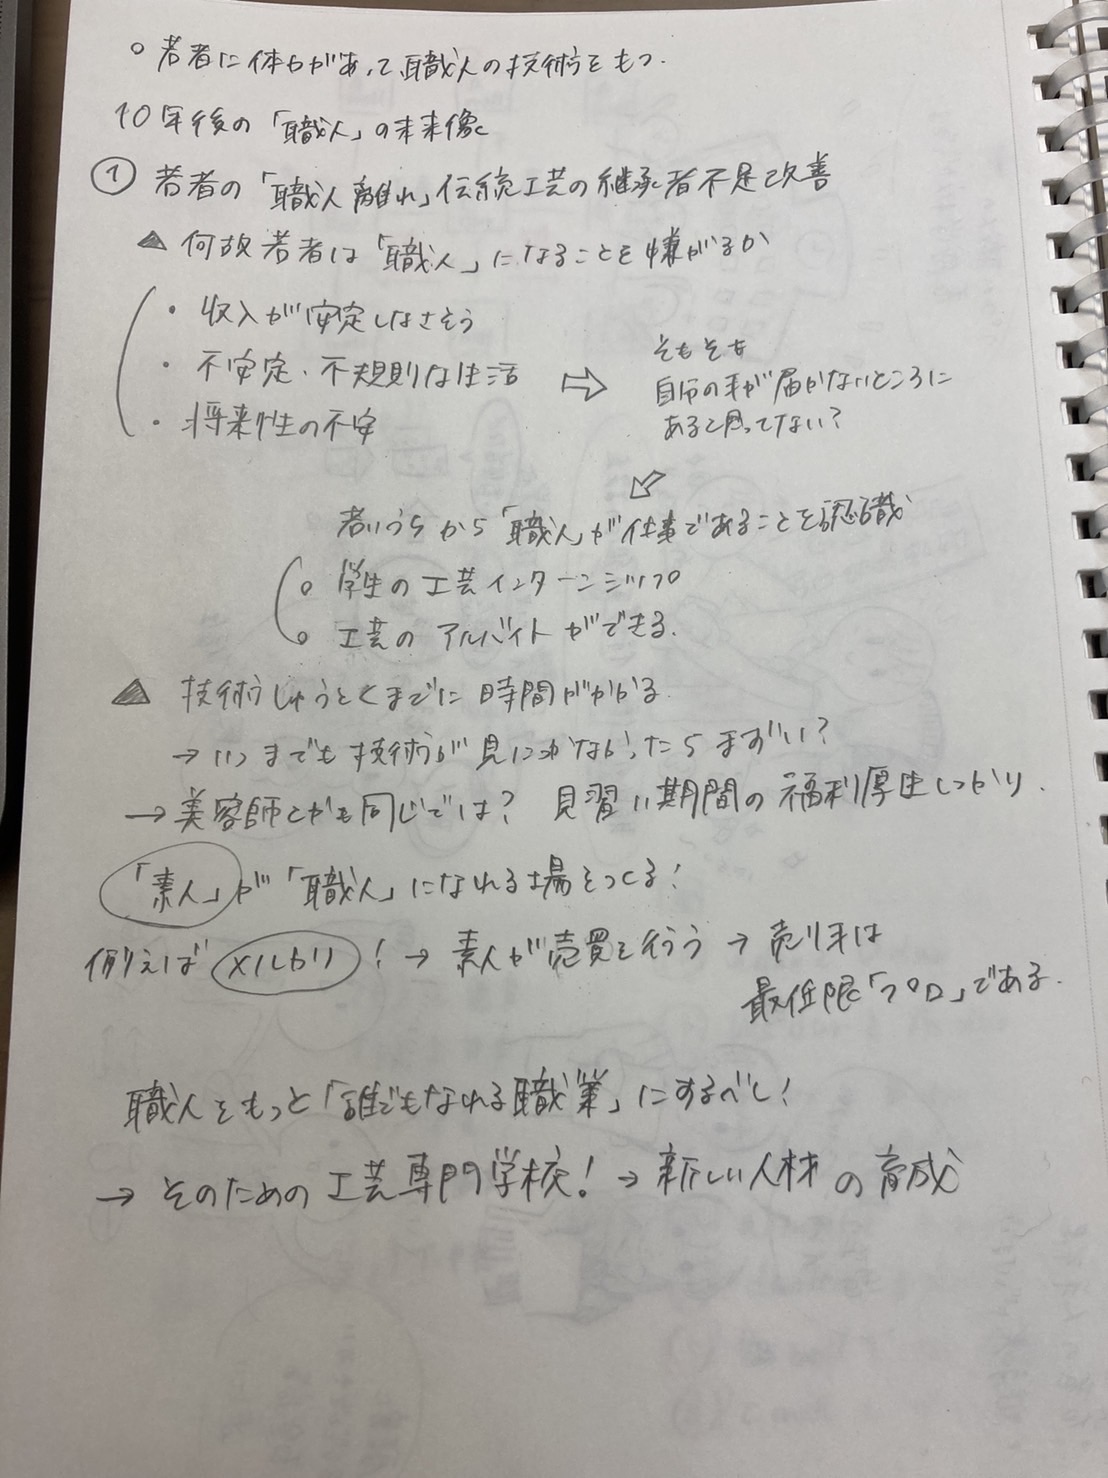 ○ 若者に体力があって職人の技術をもつ.
10年後の「職人」の未来像
① 若者の「職人離れ」伝統工芸の継承者不足改善
▲ 何故若者は「職人」になることを嫌がるか
・収入が安定しなさそう
・不安定・不規則な生活 ⇨
・将来性の不安
そもそも
自分の手が届かないところに
あると思ってない?
若いうちから「職人」が仕事であることを認識
○ 学生の工芸インターンシップ
○ 工芸のアルバイトができる.
▲ 技術しゅうとくまでに時間がかかる.
→いつまでも技術が見につかなかったらまずい?
→美容師とかも同じでは? 見習い期間の福利厚生しっかり.
「素人」が「職人」になれる場をつくる!
例えばメルカリ! → 素人が売買を行う → 売り手は
最低限「プロ」である.
職人をもっと「誰でもなれる職業」にするべし!
→ そのための工芸専門学校! → 新しい人材の育成